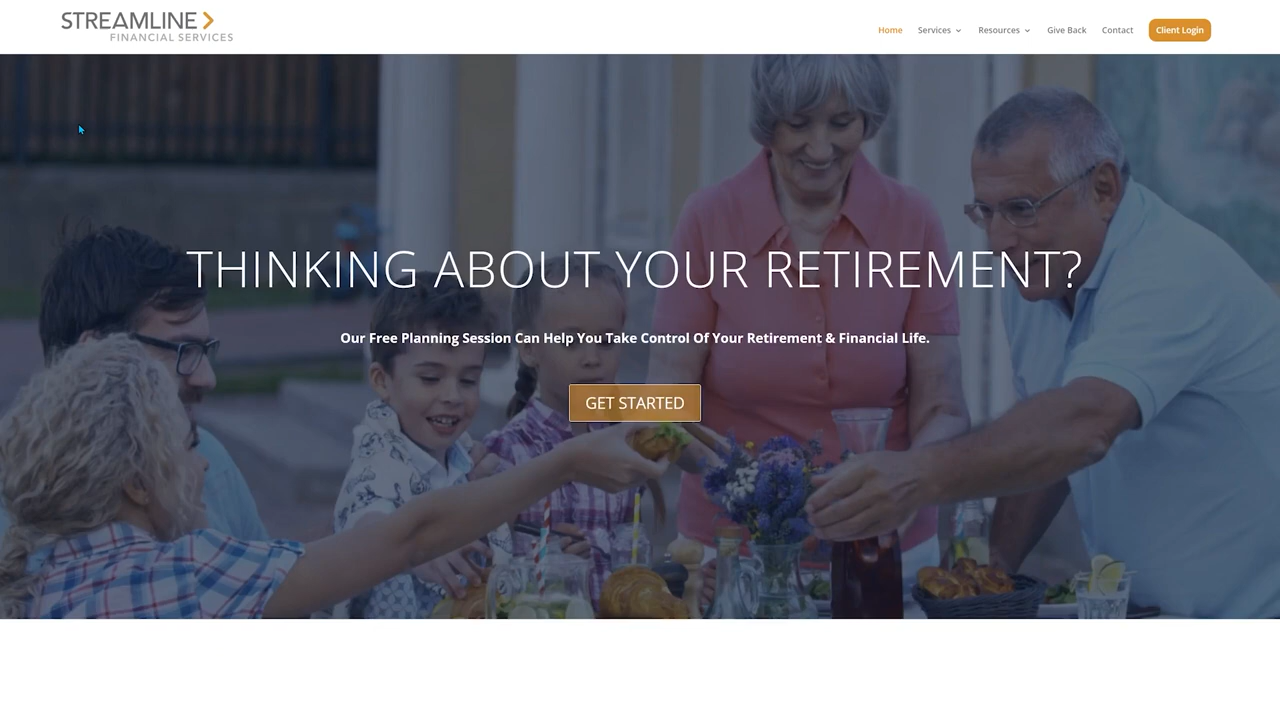 STREAMLINE
FINANCIAL SERVICES
Home Services Resources Give Back Contact Client Login
THINKING ABOUT YOUR RETIREMENT?
Our Free Planning Session Can Help You Take Control Of Your Retirement & Financial Life.
GET STARTED